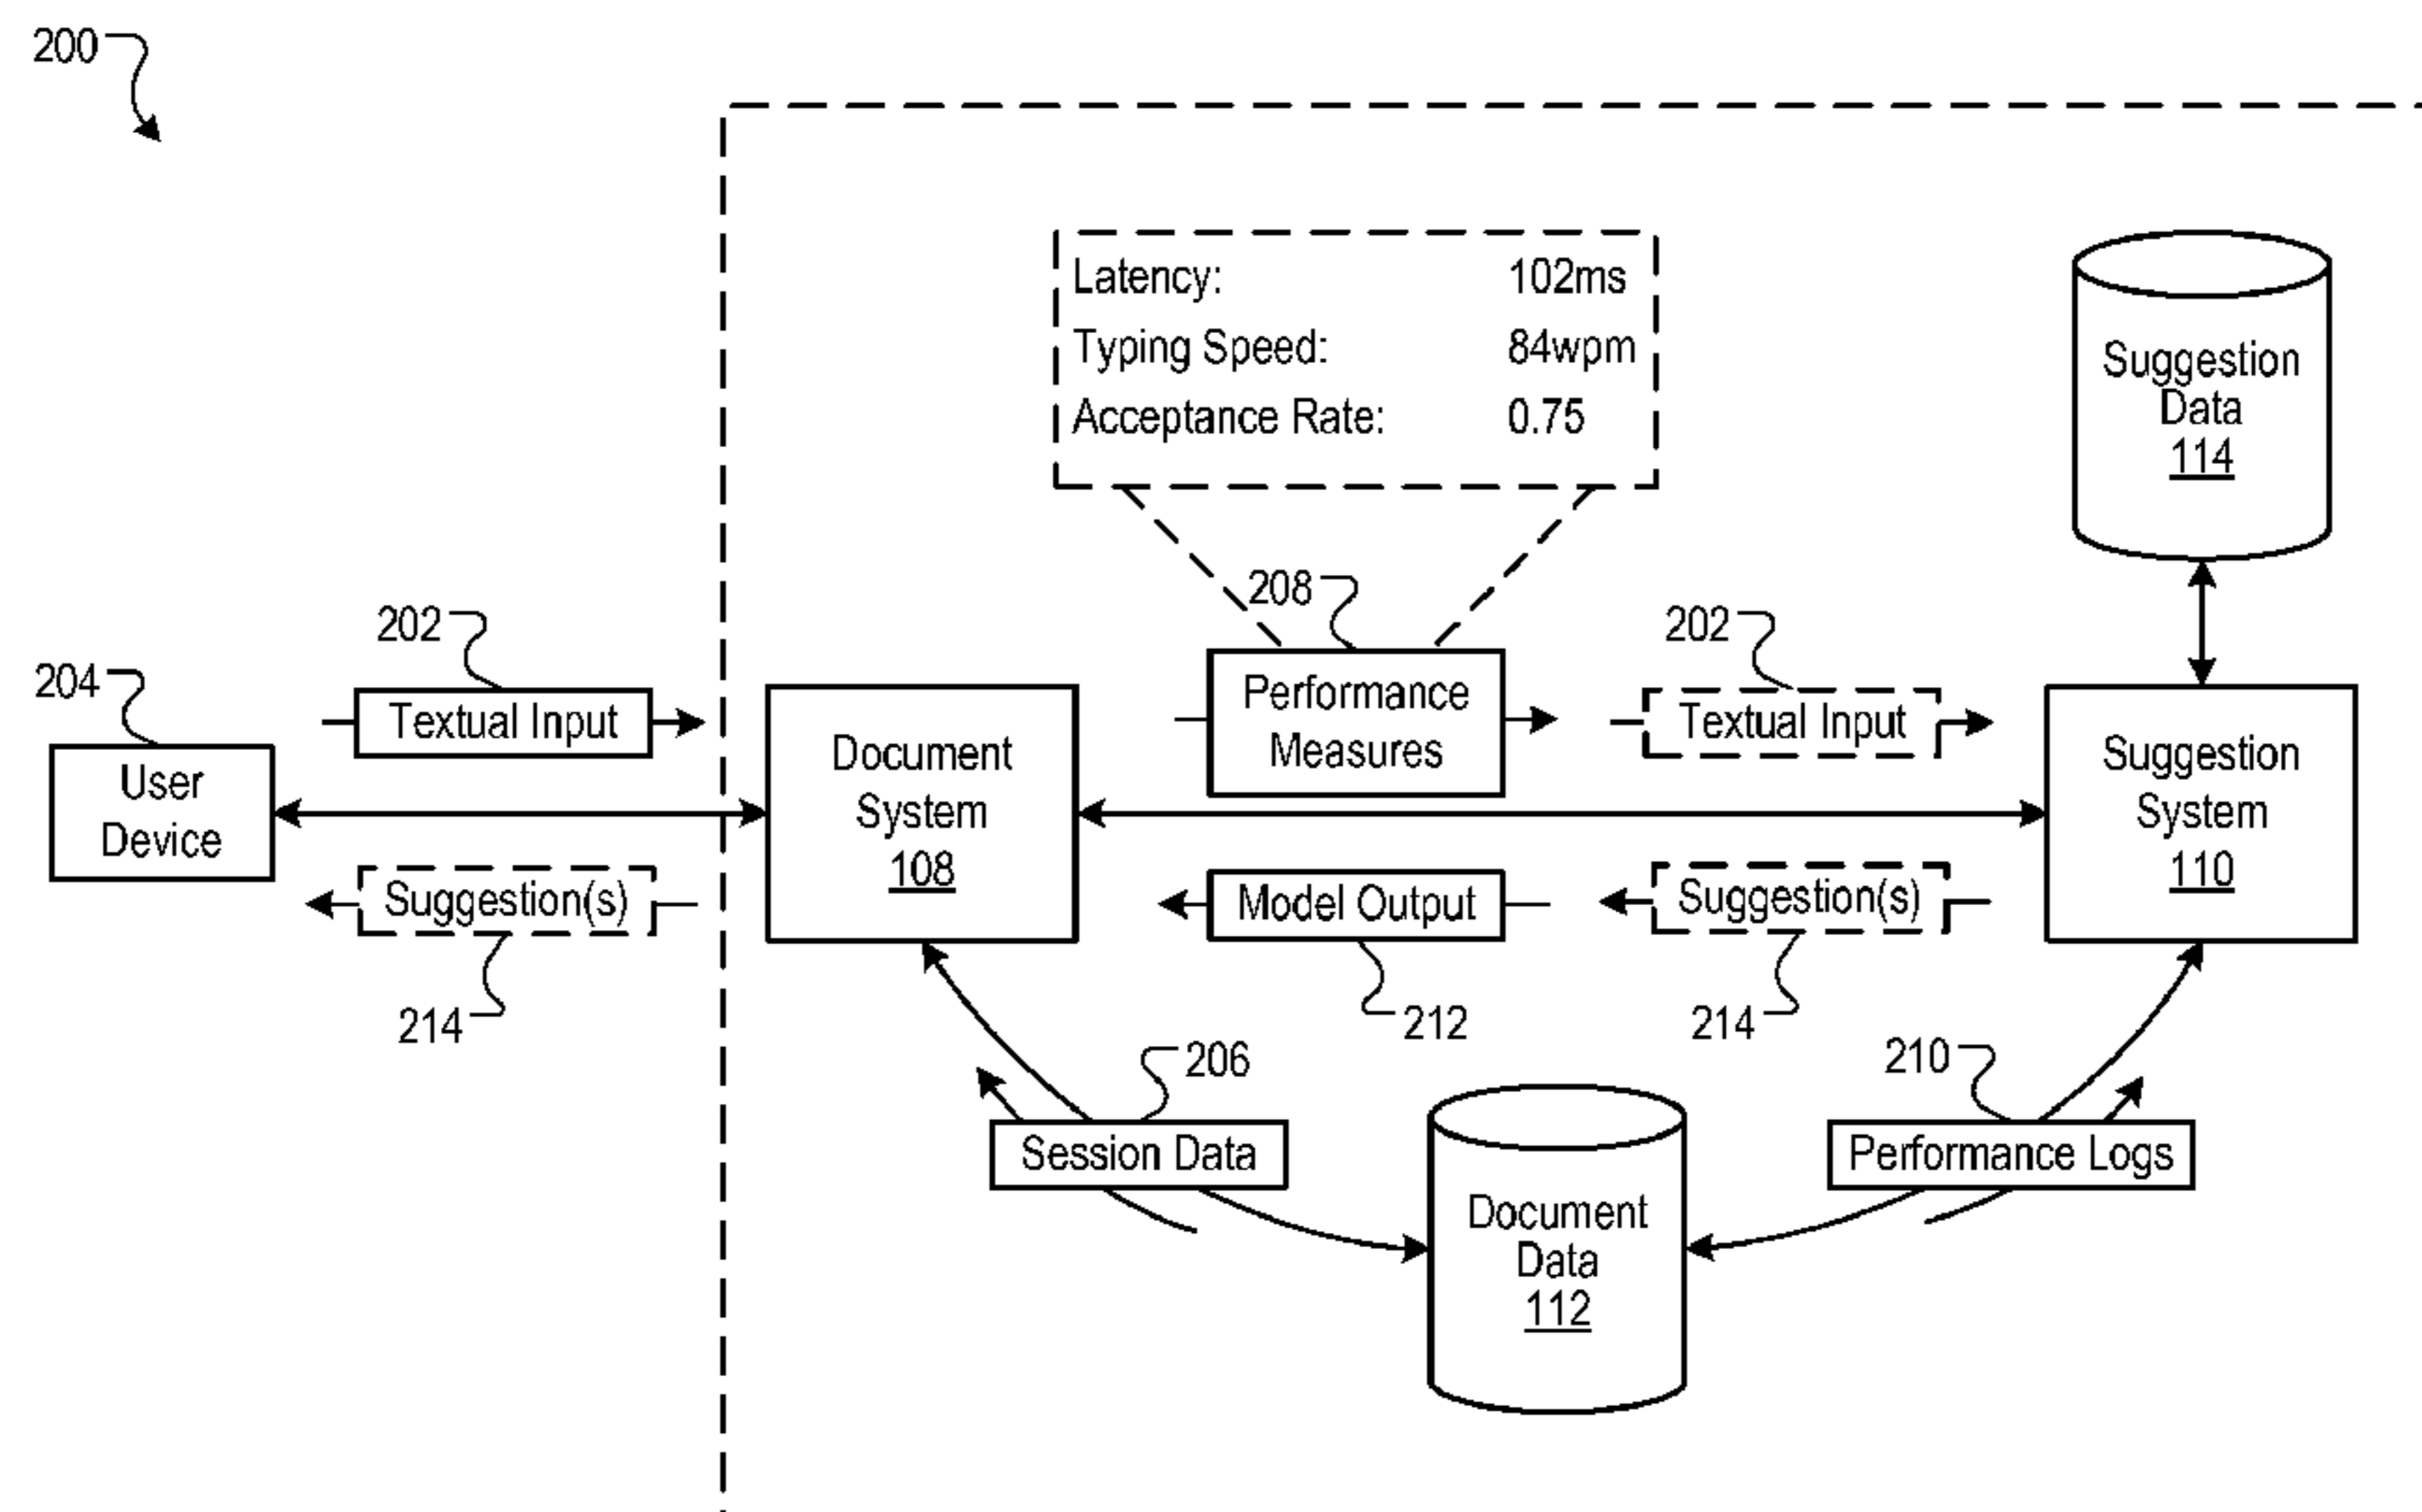 200
Latency: 102ms
Typing Speed: 84wpm
Acceptance Rate: 0.75
Suggestion
Data
114
208
202
202
204
Textual Input
Performance
Measures
Textual Input
User
Device
Document
System
108
Suggestion
System
110
Suggestion(s)
Model Output
Suggestion(s)
214
212
214
206
210
Session Data
Performance Logs
Document
Data
112